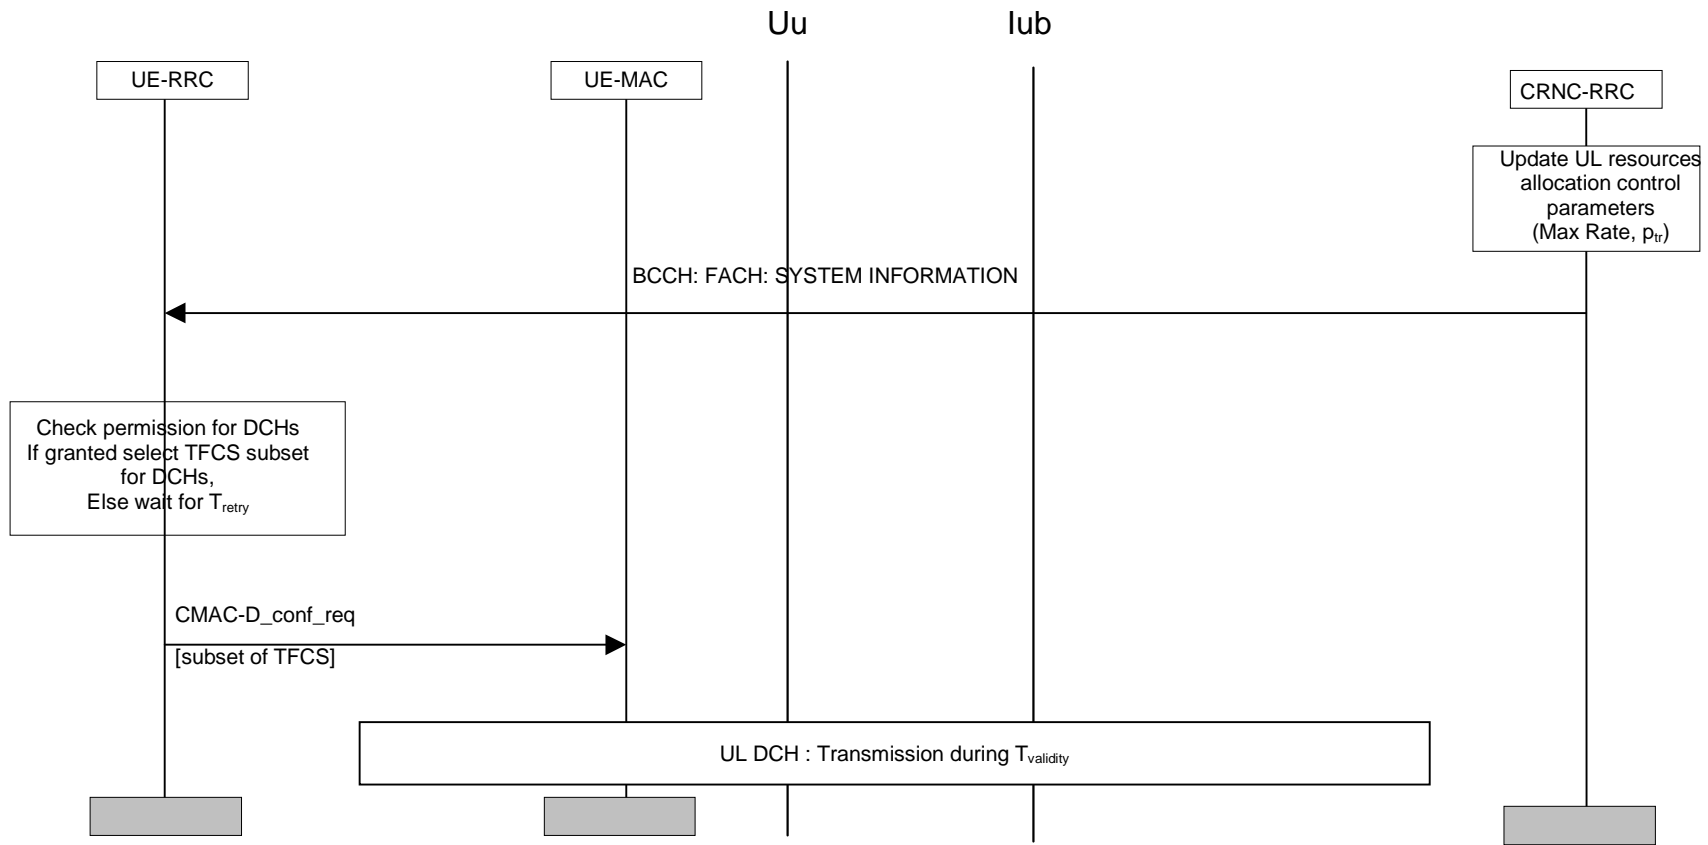 Uu
Iub
UE-RRC
UE-MAC
CRNC-RRC
Update UL resources
allocation control
parameters
(Max Rate, ptr)
BCCH: FACH: SYSTEM INFORMATION
Check permission for DCHs
If granted select TFCS subset
for DCHs,
Else wait for Tretry
CMAC-D_conf_req
[subset of TFCS]
UL DCH : Transmission during Tvalidity